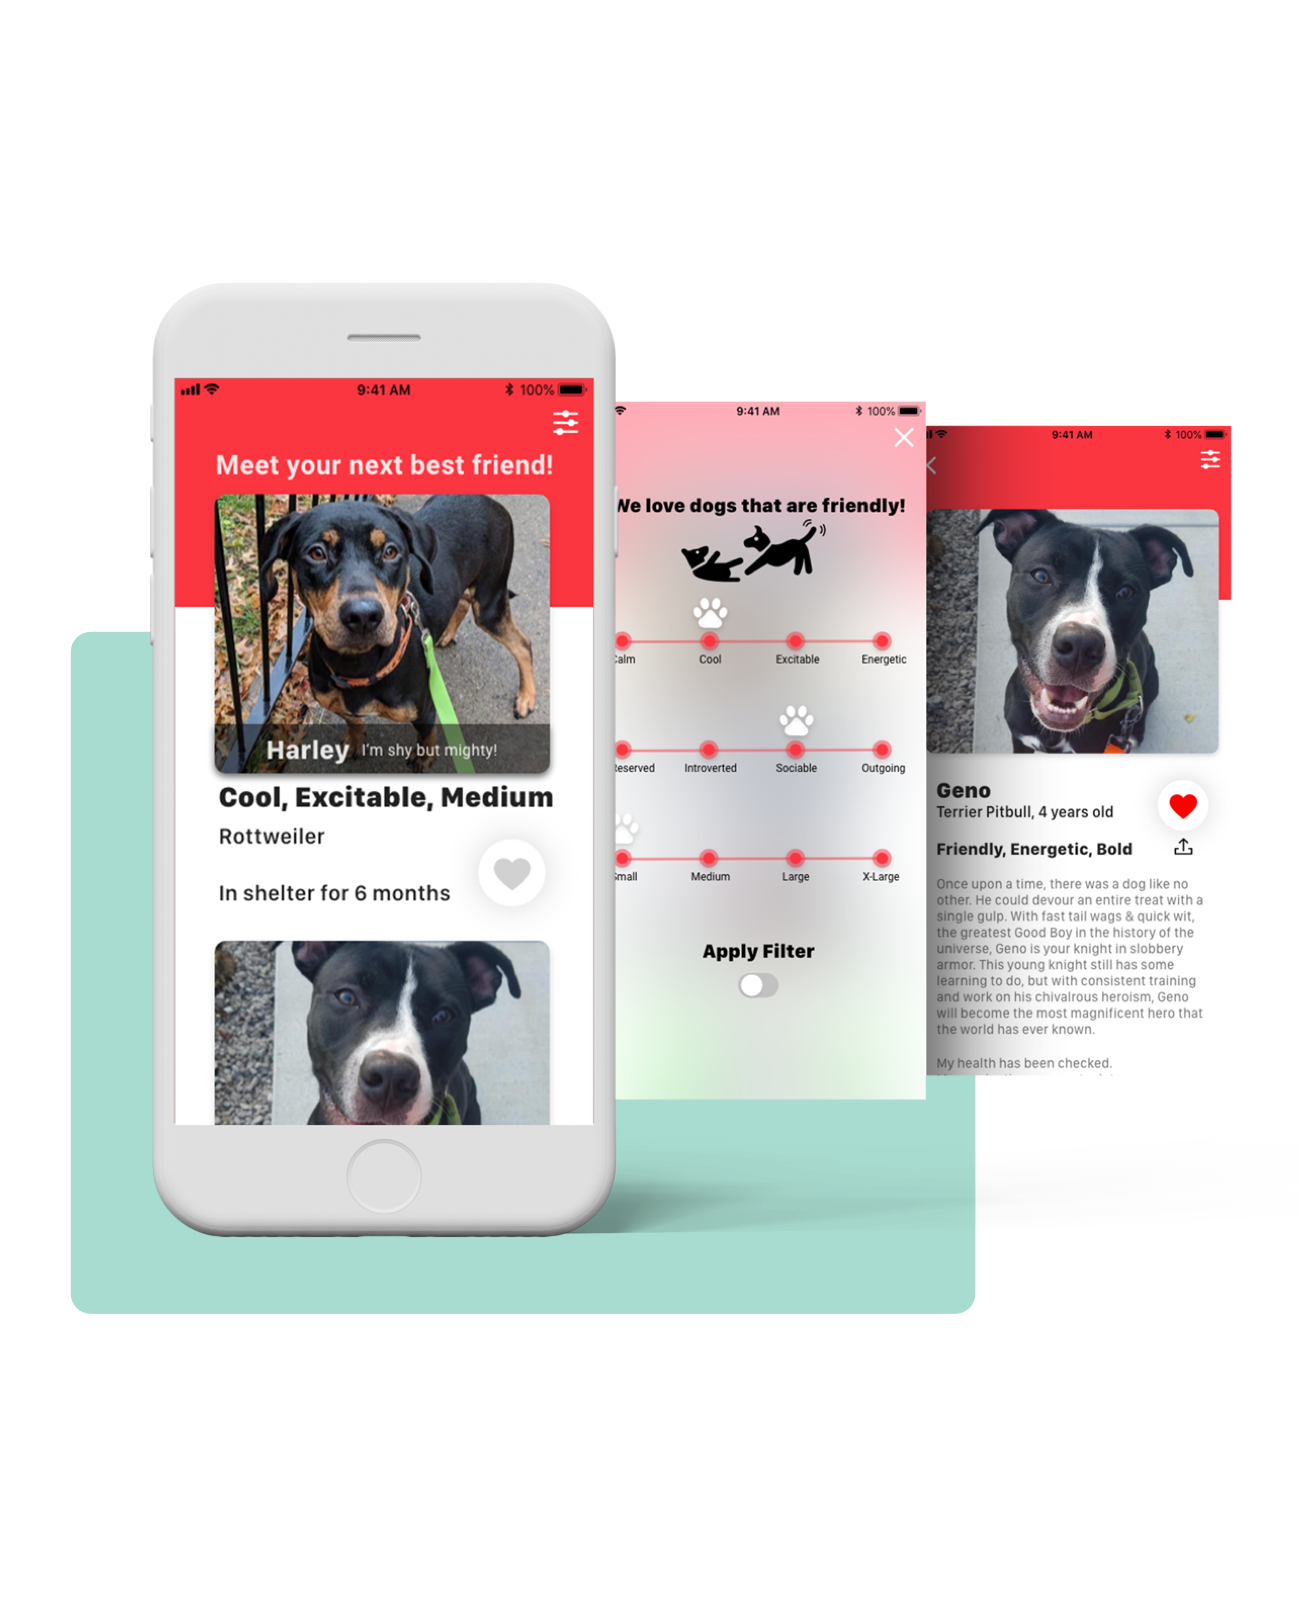 9:41 AM
100%
Meet your next best friend!
Harley I'm shy but mighty!
Cool, Excitable, Medium
Rottweiler
In shelter for 6 months
9:41 AM
100%
We love dogs that are friendly!
Calm Cool Excitable Energetic
Reserved Introverted Sociable Outgoing
Small Medium Large X-Large
Apply Filter
9:41 AM
100%
Geno
Terrier Pitbull, 4 years old
Friendly, Energetic, Bold
Once upon a time, there was a dog like no
other. He could devour an entire treat with a
single gulp. With fast tail wags & quick wit,
the greatest Good Boy in the history of the
universe, Geno is your knight in slobbery
armor. This young knight still has some
learning to do, but with consistent training
and work on his chivalrous heroism, Geno
will become the most magnificent hero that
the world has ever known.
My health has been checked.